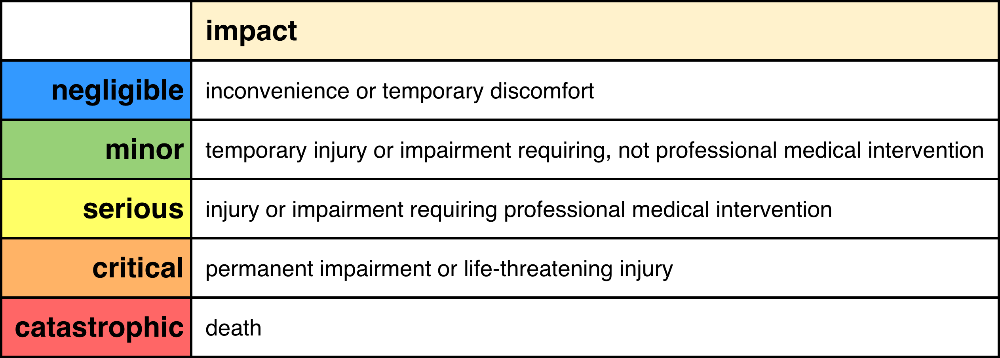 impact
negligible inconvenience or temporary discomfort
minor temporary injury or impairment requiring, not professional medical intervention
serious injury or impairment requiring professional medical intervention
critical permanent impairment or life-threatening injury
catastrophic death